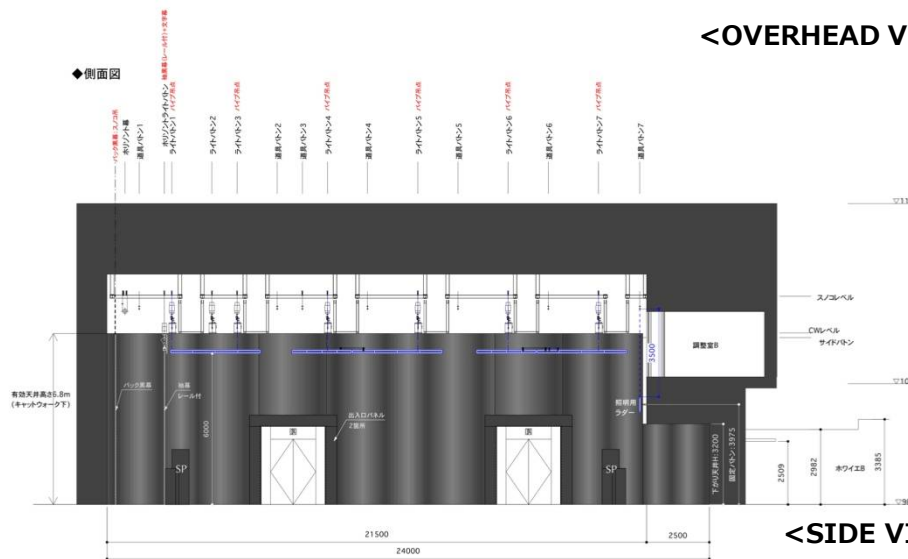 <OVERHEAD V
◆側面図
バック黒幕:スノコ吊
ホリゾント幕
道具バトン1
袖黒幕(レール付)+文字幕
ホリゾントライトバトン
ライトバトン1 パイプ吊点
ライトバトン2
ライトバトン3 パイプ吊点
道具バトン2
道具バトン3
ライトバトン4 パイプ吊点
道具バトン4
ライトバトン5 パイプ吊点
道具バトン5
ライトバトン6 パイプ吊点
道具バトン6
ライトバトン7 パイプ吊点
道具バトン7
▽11
スノコレベル
CWレベル
サイドバトン
調整室B
3500
有効天井高さ6.8m
(キャットウォーク下)
バック黒幕
袖幕
レール付
6000
出入口パネル
2箇所
照明用
ラダー
▽10
SP
SP
下がり天井H:3200
固定バトン:3975
2509
2982
ホワイエB
3385
21500
2500
24000
<SIDE VI